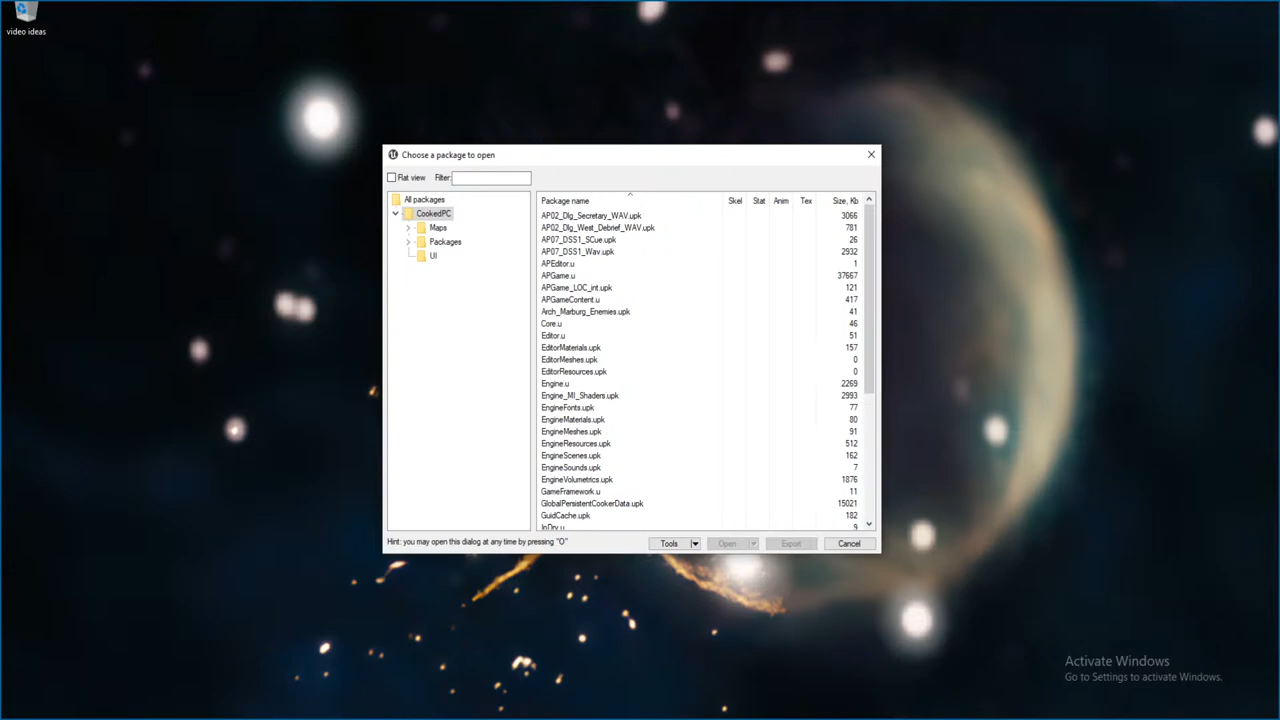 video ideas
Choose a package to open
Flat view Filter:
All packages
CookedPC
Maps
Packages
UI
Package name Skel Stat Anim Tex Size, Kb
AP02_Dlg_Secretary_WAV.upk 3066
AP02_Dlg_West_Debrief_WAV.upk 781
AP07_DSS1_SCue.upk 26
AP07_DSS1_Wav.upk 2932
APEditor.u 1
APGame.u 37667
APGame_LOC_int.upk 121
APGameContent.u 417
Arch_Marburg_Enemies.upk 41
Core.u 46
Editor.u 51
EditorMaterials.upk 157
EditorMeshes.upk 0
EditorResources.upk 0
Engine.u 2269
Engine_MI_Shaders.upk 2993
EngineFonts.upk 77
EngineMaterials.upk 80
EngineMeshes.upk 91
EngineResources.upk 512
EngineScenes.upk 162
EngineSounds.upk 7
EngineVolumetrics.upk 1876
GameFramework.u 11
GlobalPersistentCookerData.upk 15021
GuidCache.upk 182
InDrv.u 9
Hint: you may open this dialog at any time by pressing "O"
Tools Open Export Cancel
Activate Windows
Go to Settings to activate Windows.